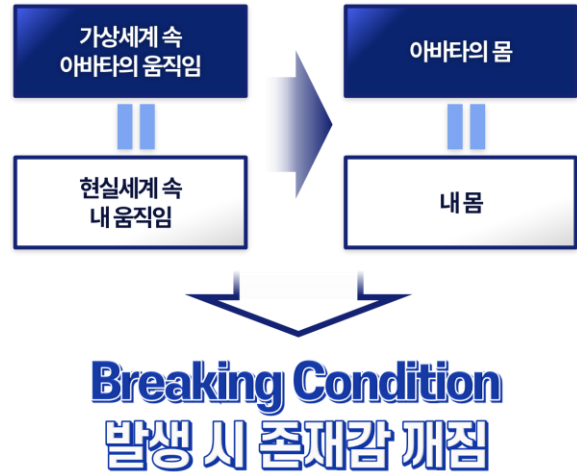 가상세계 속
아바타의 움직임
아바타의 몸
현실세계 속
내 움직임
내 몸
Breaking Condition
발생 시 존재감 깨짐